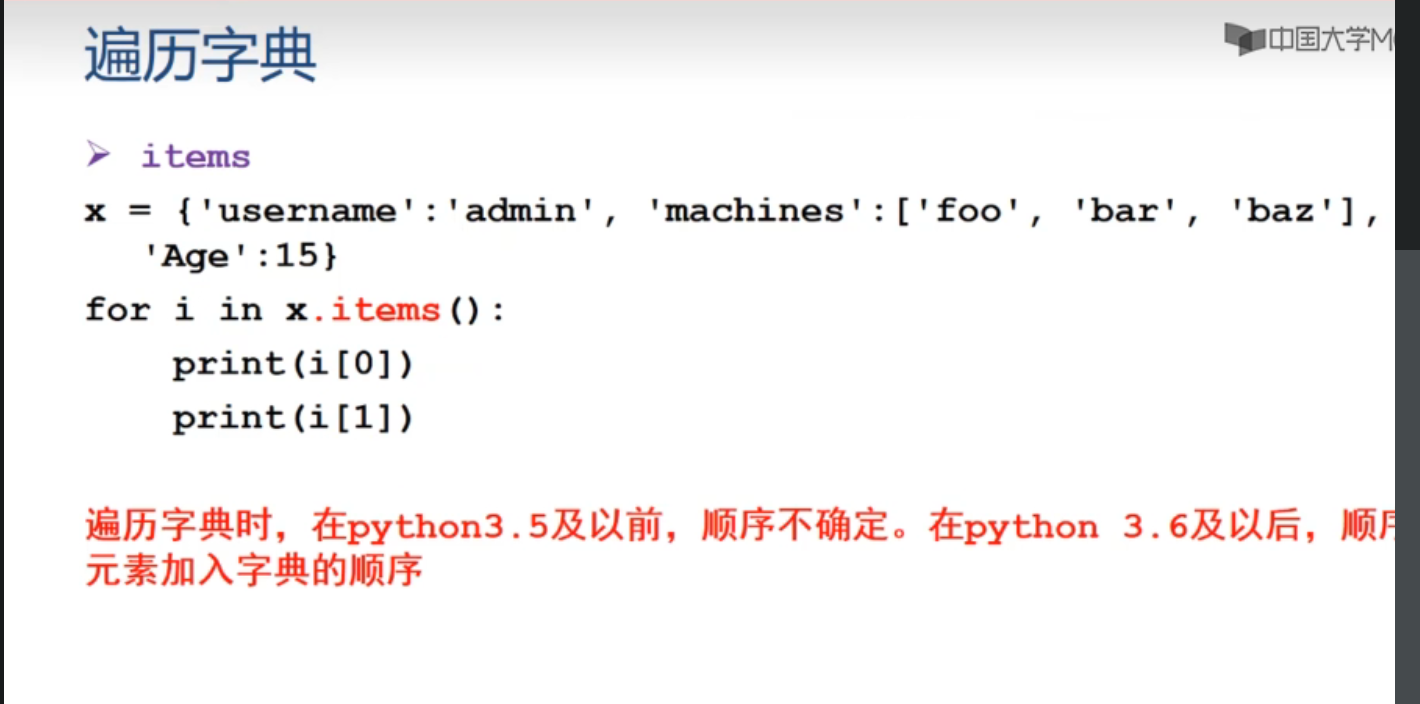 遍历字典
中国大学M
➢ items
x = {'username':'admin', 'machines':['foo', 'bar', 'baz'],
'Age':15}
for i in x.items():
print(i[0])
print(i[1])
遍历字典时，在python3.5及以前，顺序不确定。在python 3.6及以后，顺
元素加入字典的顺序